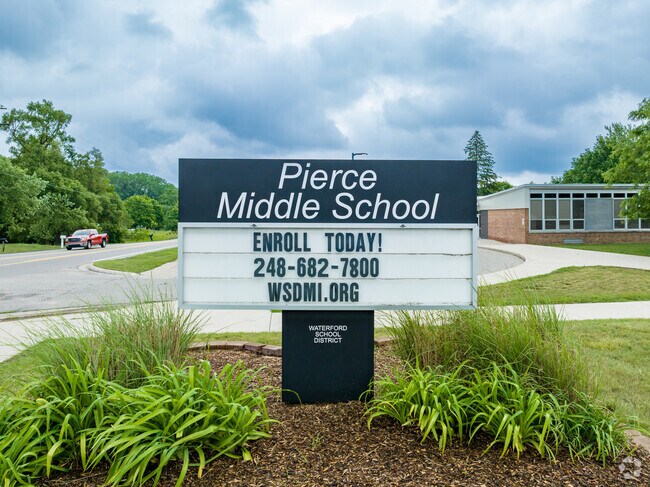 Pierce
Middle School
ENROLL TODAY!
248-682-7800
WSDMI.ORG
WATERFORD
SCHOOL
DISTRICT